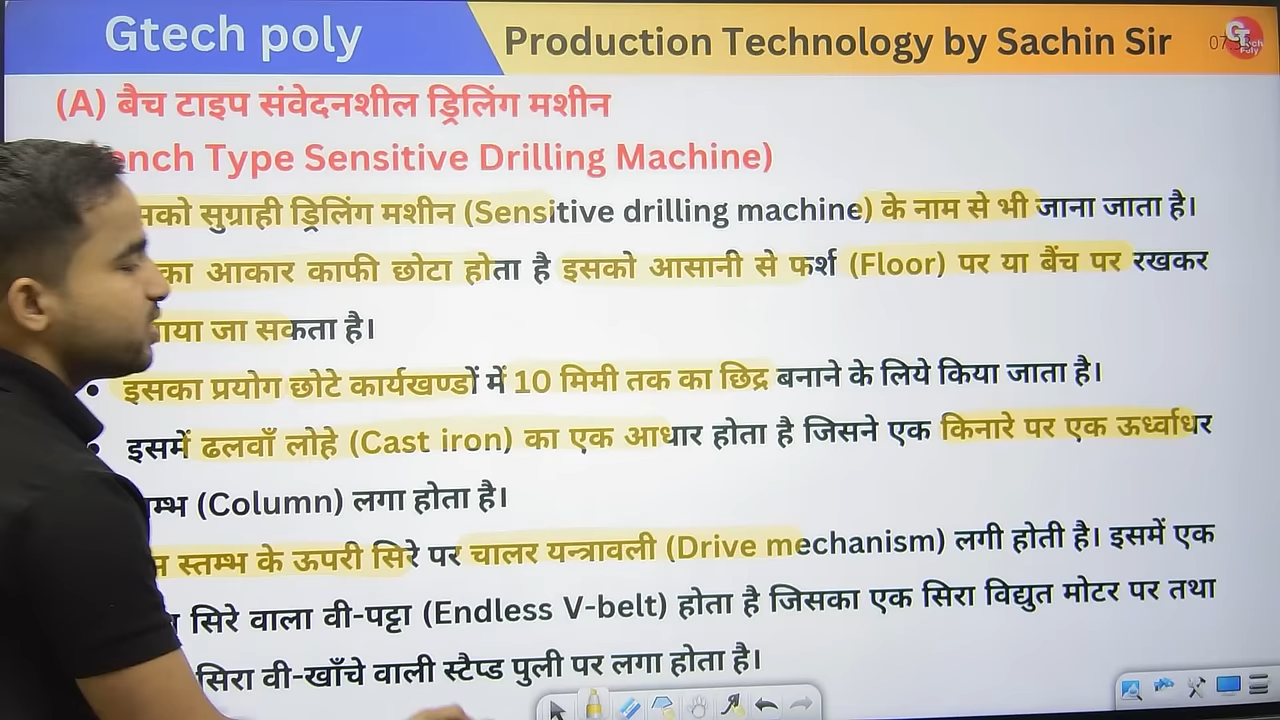 Gtech poly
Production Technology by Sachin Sir
(A) बैच टाइप संवेदनशील ड्रिलिंग मशीन
ench Type Sensitive Drilling Machine)
सको सुग्राही ड्रिलिंग मशीन (Sensitive drilling machine) के नाम से भी जाना जाता है।
का आकार काफी छोटा होता है इसको आसानी से फर्श (Floor) पर या बैंच पर रखकर
या जा सकता है।
• इसका प्रयोग छोटे कार्यखण्डों में 10 मिमी तक का छिद्र बनाने के लिये किया जाता है।
• इसमें ढलवाँ लोहे (Cast iron) का एक आधार होता है जिसने एक किनारे पर एक ऊर्ध्वाधर
म्भ (Column) लगा होता है।
स्तम्भ के ऊपरी सिरे पर चालर यन्त्रावली (Drive mechanism) लगी होती है। इसमें एक
सिरे वाला वी-पट्टा (Endless V-belt) होता है जिसका एक सिरा विद्युत मोटर पर तथा
सिरा वी-खाँचे वाली स्टैप्ड पुली पर लगा होता है।